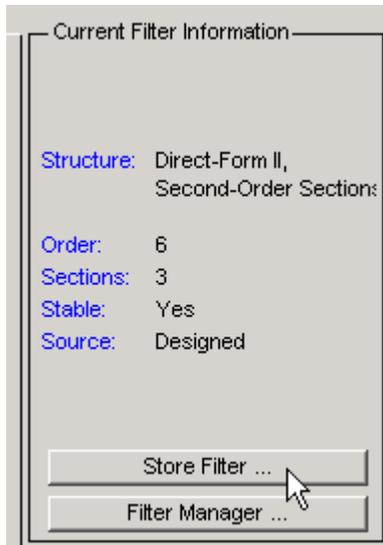 Current Filter Information
Structure: Direct-Form II,
Second-Order Sections
Order: 6
Sections: 3
Stable: Yes
Source: Designed
Store Filter ...
Filter Manager ...